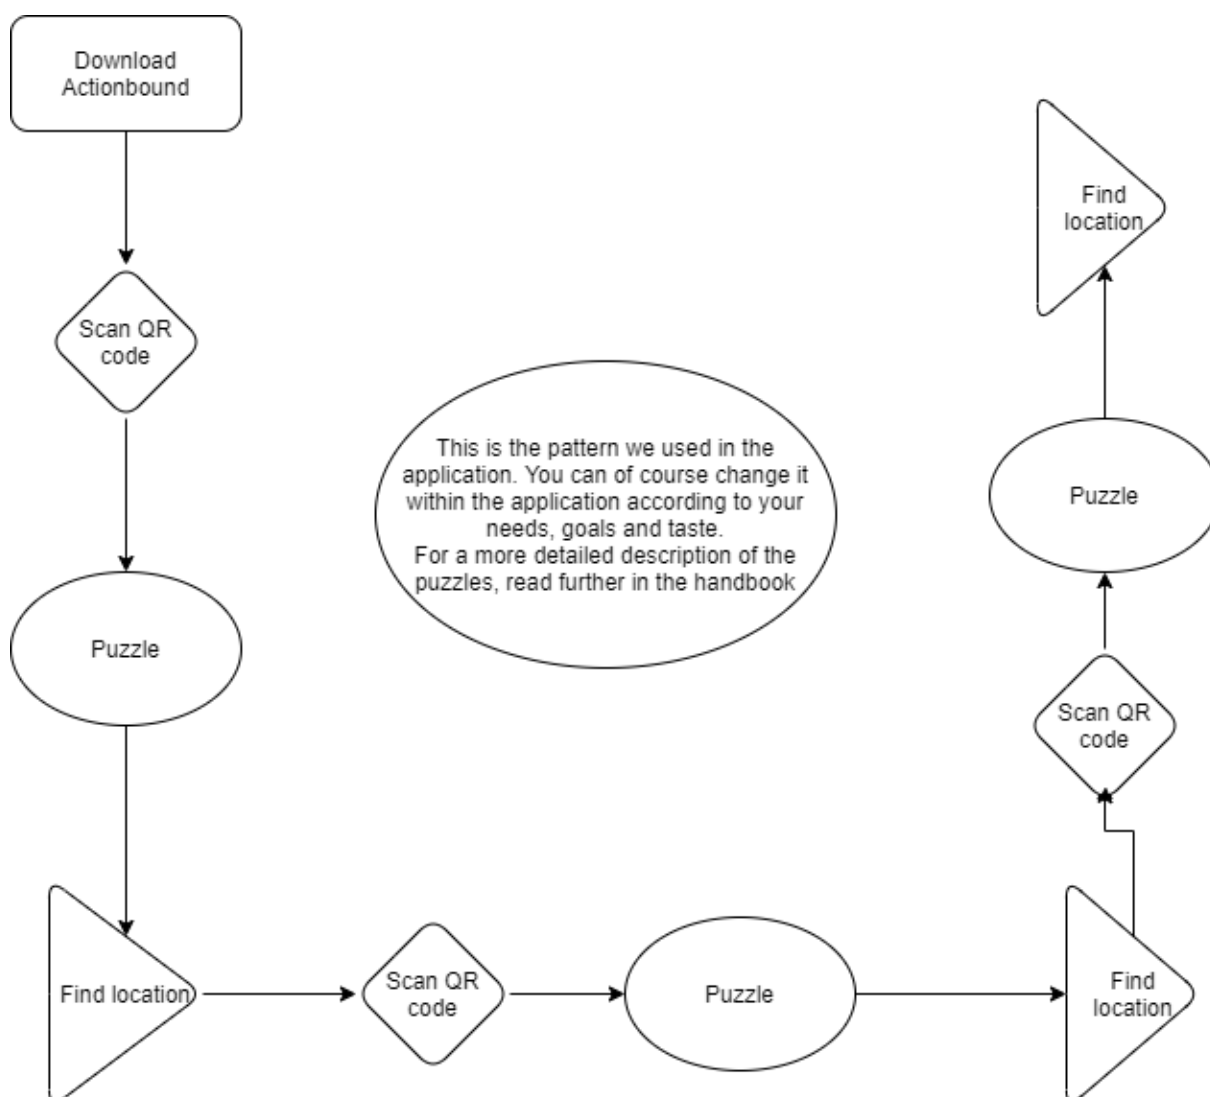 Download
Actionbound
Scan QR
code
Puzzle
Find location
Scan QR
code
Puzzle
Find
location
Scan QR
code
Puzzle
Find
location
This is the pattern we used in the
application. You can of course change it
within the application according to your
needs, goals and taste.
For a more detailed description of the
puzzles, read further in the handbook